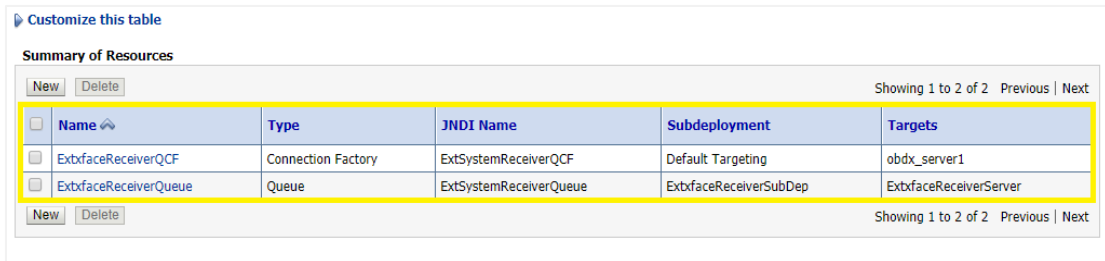 Customize this table
Summary of Resources
New Delete Showing 1 to 2 of 2 Previous | Next
Name Type JNDI Name Subdeployment Targets
ExtxfaceReceiverQCF Connection Factory ExtSystemReceiverQCF Default Targeting obdx_server1
ExtxfaceReceiverQueue Queue ExtSystemReceiverQueue ExtxfaceReceiverSubDep ExtxfaceReceiverServer
New Delete Showing 1 to 2 of 2 Previous | Next